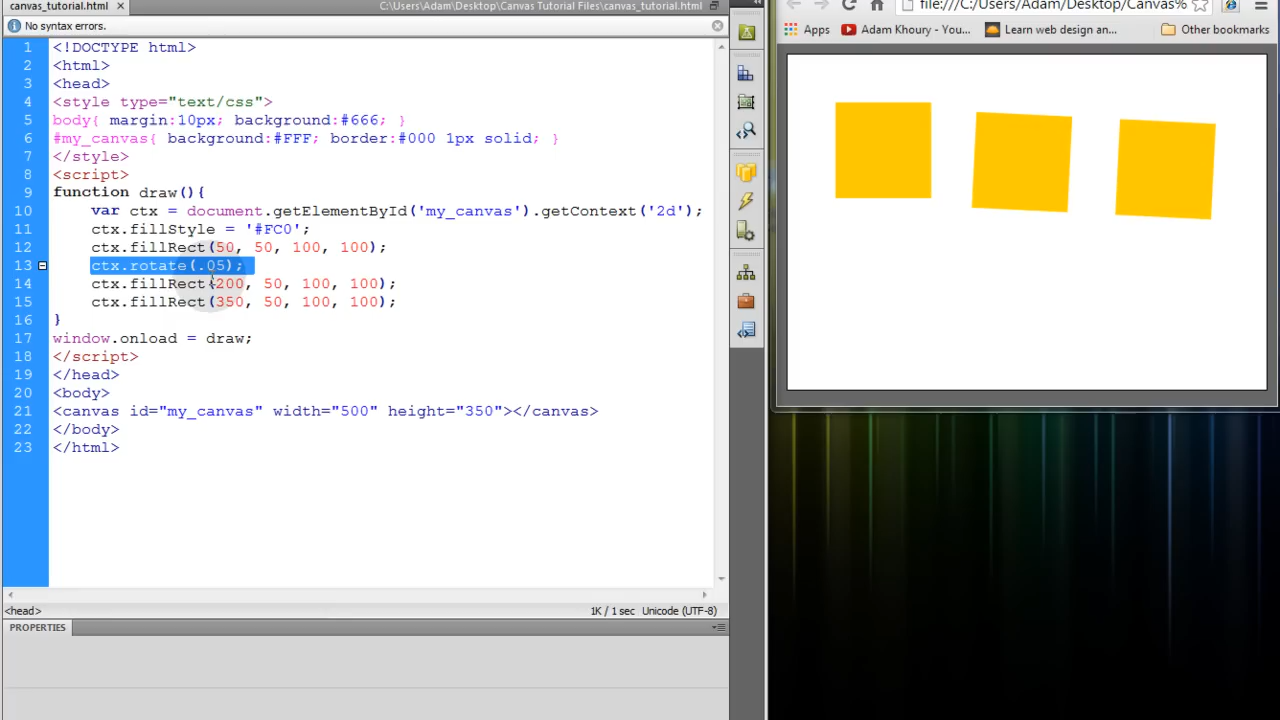 canvas_tutorial.html
C:\Users\Adam\Desktop\Canvas Tutorial Files\canvas_tutorial.html
No syntax errors.
1 <!DOCTYPE html>
2 <html>
3 <head>
4 <style type="text/css">
5 body{ margin:10px; background:#666; }
6 #my_canvas{ background:#FFF; border:#000 1px solid; }
7 </style>
8 <script>
9 function draw(){
10 var ctx = document.getElementById('my_canvas').getContext('2d');
11 ctx.fillStyle = '#FC0';
12 ctx.fillRect(50, 50, 100, 100);
13 ctx.rotate(.05);
14 ctx.fillRect(200, 50, 100, 100);
15 ctx.fillRect(350, 50, 100, 100);
16 }
17 window.onload = draw;
18 </script>
19 </head>
20 <body>
21 <canvas id="my_canvas" width="500" height="350"></canvas>
22 </body>
23 </html>
<head>
1K / 1 sec Unicode (UTF-8)
PROPERTIES
file:///C:/Users/Adam/Desktop/Canvas%
Apps
Adam Khoury - You...
Learn web design an...
Other bookmarks